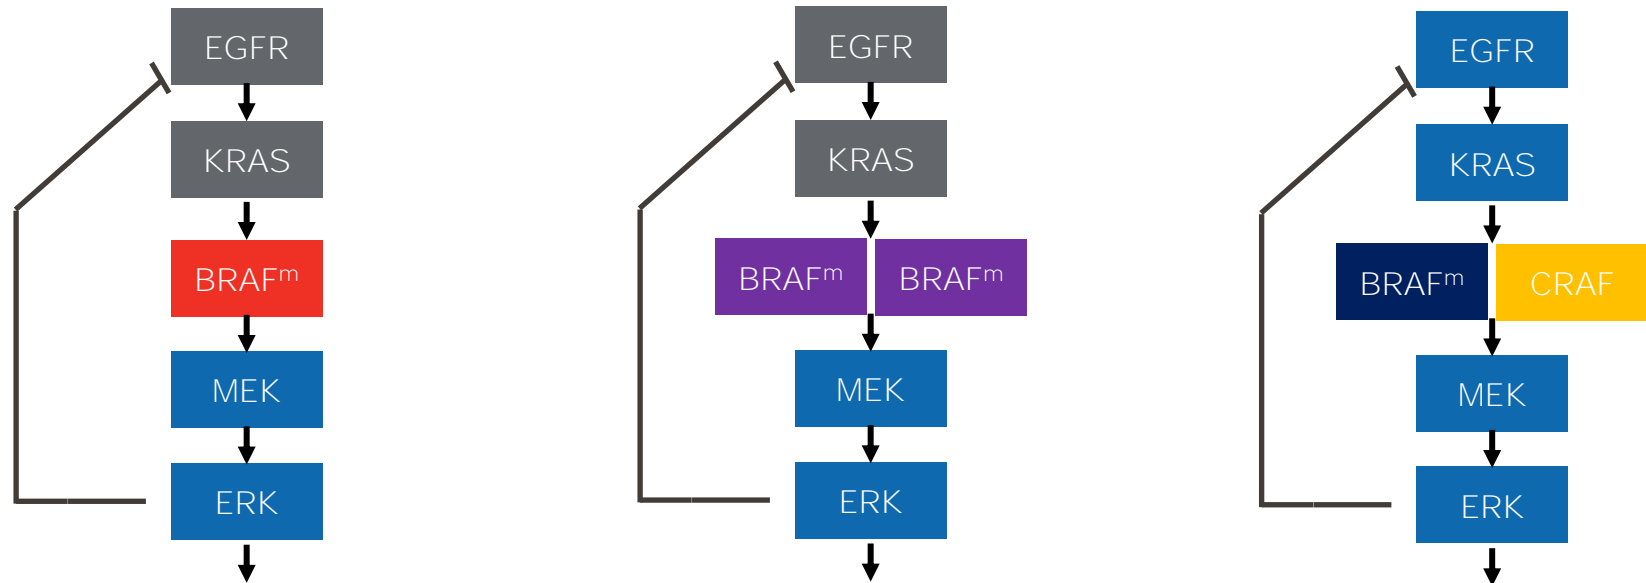 EGFR
KRAS
BRAFᵐ
MEK
ERK
EGFR
KRAS
BRAFᵐ BRAFᵐ
MEK
ERK
EGFR
KRAS
BRAFᵐ CRAF
MEK
ERK